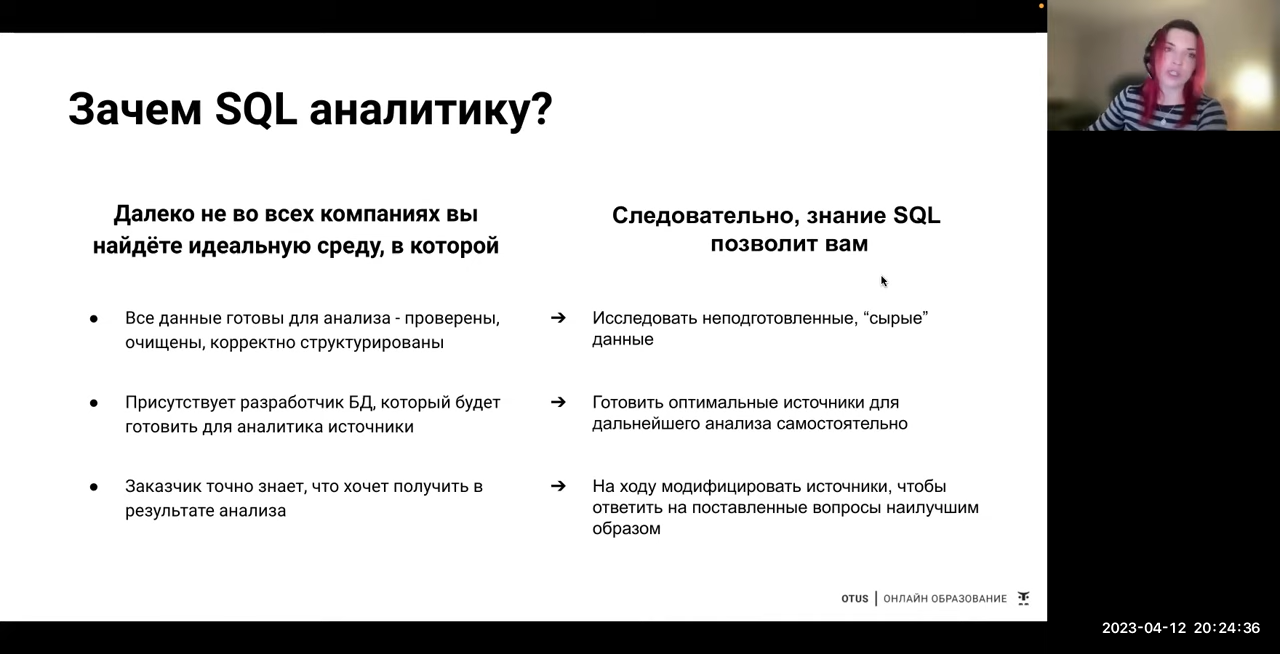 Зачем SQL аналитику?
Далеко не во всех компаниях вы
найдёте идеальную среду, в которой
● Все данные готовы для анализа - проверены,
очищены, корректно структурированы
● Присутствует разработчик БД, который будет
готовить для аналитика источники
● Заказчик точно знает, что хочет получить в
результате анализа
Следовательно, знание SQL
позволит вам
➔ Исследовать неподготовленные, “сырые”
данные
➔ Готовить оптимальные источники для
дальнейшего анализа самостоятельно
➔ На ходу модифицировать источники, чтобы
ответить на поставленные вопросы наилучшим
образом
OTUS | ОНЛАЙН ОБРАЗОВАНИЕ
2023-04-12 20:24:36